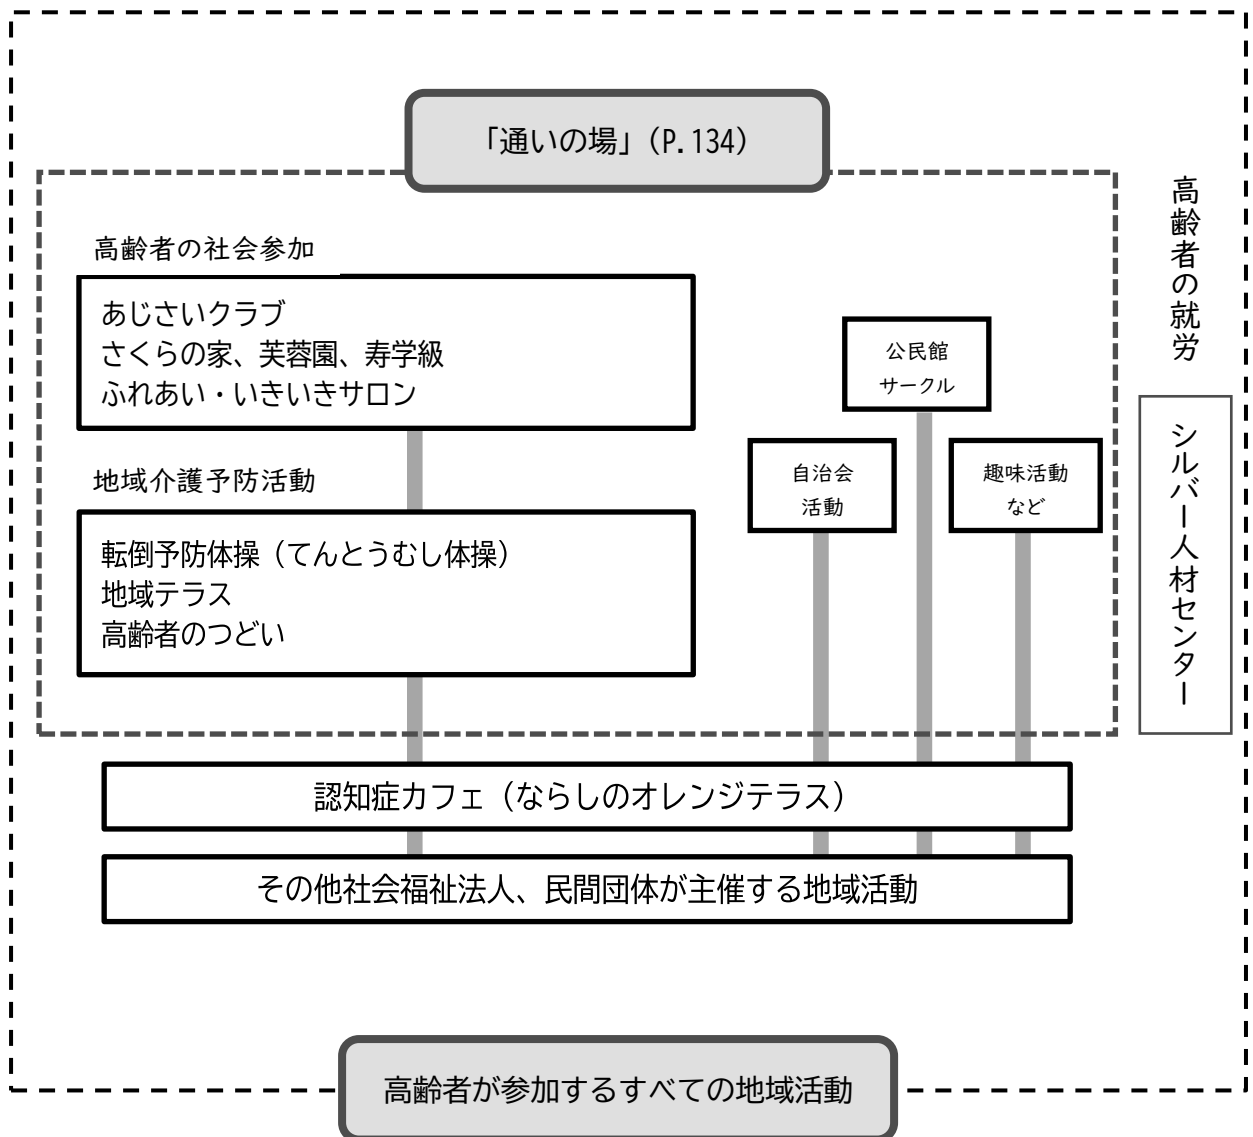 「通いの場」(P.134)
高齢者の社会参加
あじさいクラブ
さくらの家、芙蓉園、寿学級
ふれあい・いきいきサロン
地域介護予防活動
転倒予防体操（てんとうむし体操）
地域テラス
高齢者のつどい
公民館
サークル
自治会
活動
趣味活動
など
高齢者の就労
シルバー人材センター
認知症カフェ（ならしのオレンジテラス）
その他社会福祉法人、民間団体が主催する地域活動
高齢者が参加するすべての地域活動